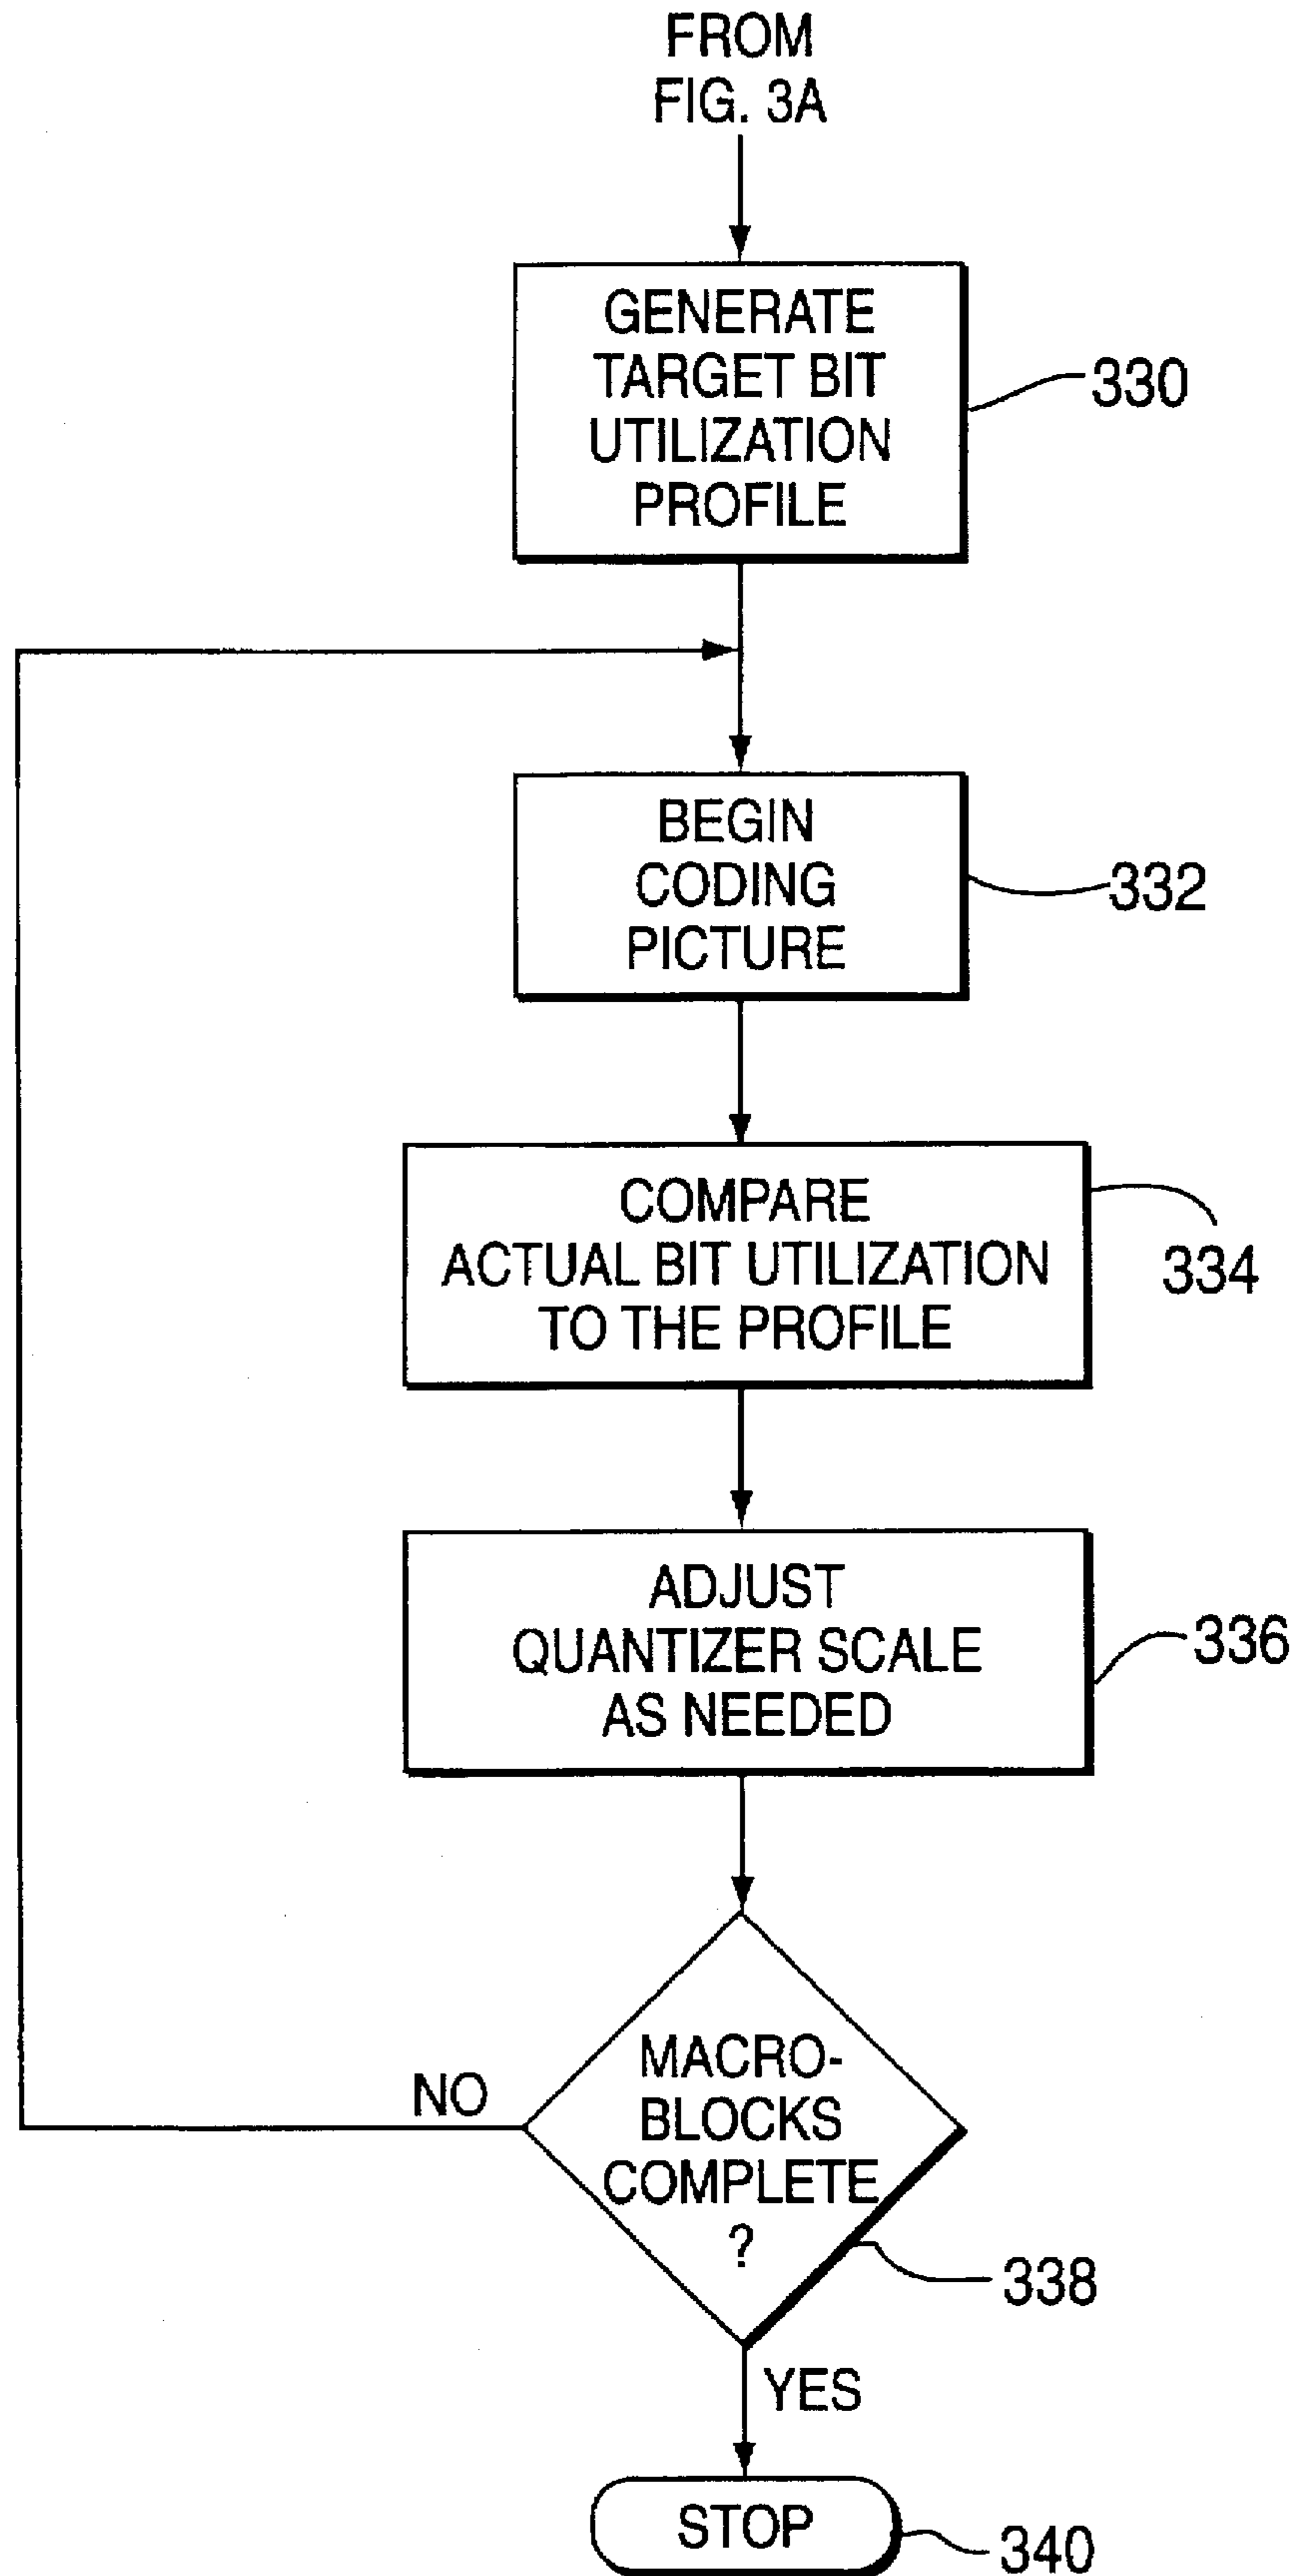 FROM
FIG. 3A
GENERATE
TARGET BIT
UTILIZATION
PROFILE
330
BEGIN
CODING
PICTURE
332
COMPARE
ACTUAL BIT UTILIZATION
TO THE PROFILE
334
ADJUST
QUANTIZER SCALE
AS NEEDED
336
MACRO-
BLOCKS
COMPLETE
?
NO
338
YES
STOP
340